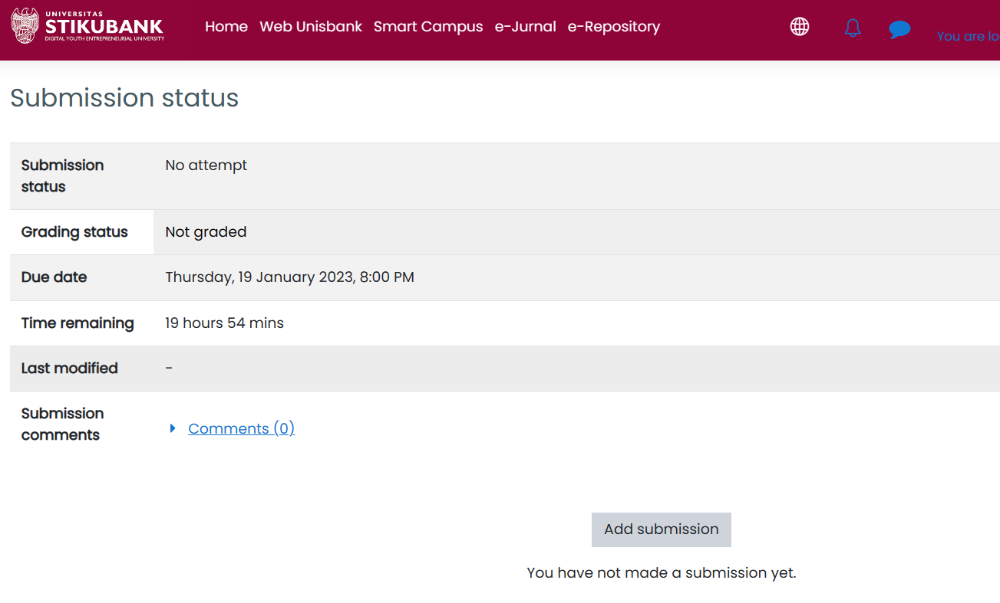 UNIVERSITAS
STIKUBANK
DIGITAL YOUTH ENTREPRENEURIAL UNIVERSITY
Home Web Unisbank Smart Campus e-Jurnal e-Repository
You are lo
Submission status
Submission status No attempt
Grading status Not graded
Due date Thursday, 19 January 2023, 8:00 PM
Time remaining 19 hours 54 mins
Last modified -
Submission comments Comments (0)
Add submission
You have not made a submission yet.